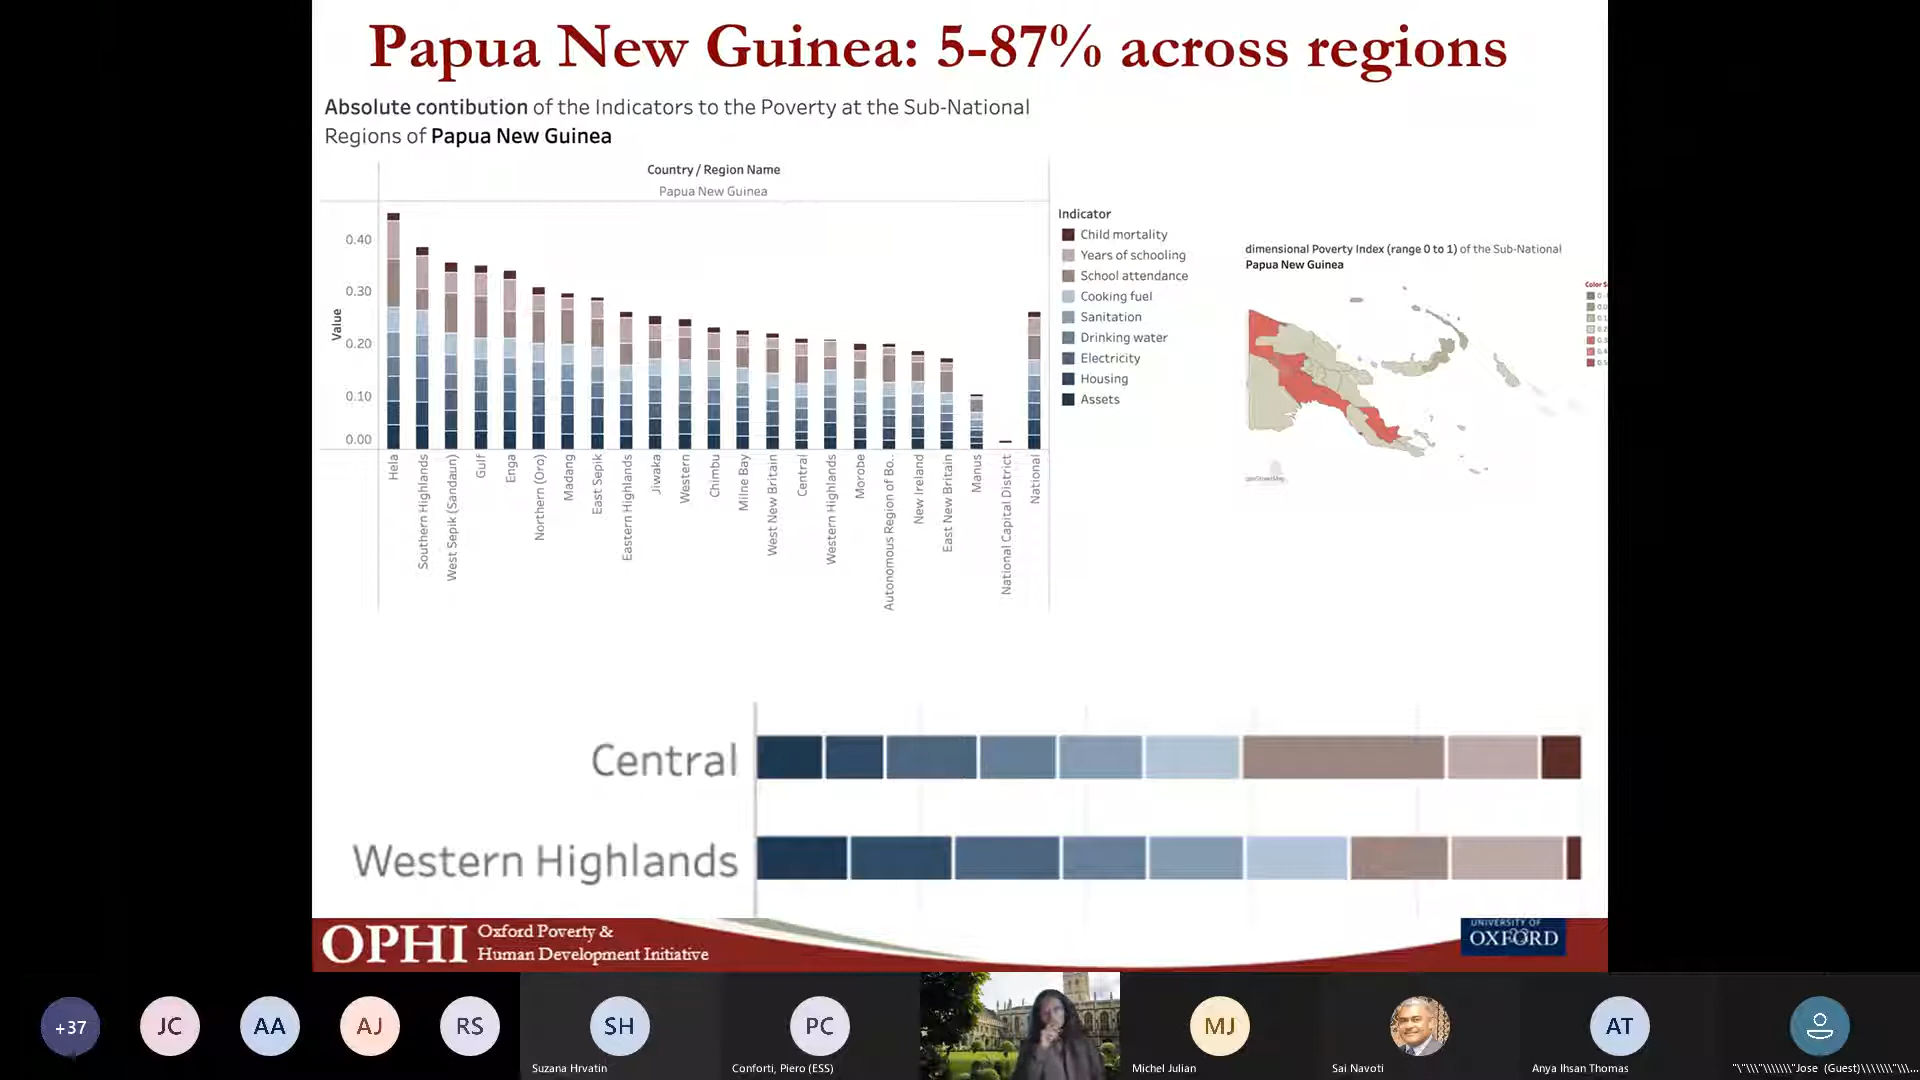 Papua New Guinea: 5-87% across regions
Absolute contibution of the Indicators to the Poverty at the Sub-National
Regions of Papua New Guinea
Country / Region Name
Papua New Guinea
Value
0.40
0.30
0.20
0.10
0.00
Hela
Southern Highlands
West Sepik (Sandaun)
Gulf
Enga
Northern (Oro)
Madang
East Sepik
Eastern Highlands
Jiwaka
Western
Chimbu
Milne Bay
West New Britain
Central
Western Highlands
Morobe
Autonomous Region of Bo..
New Ireland
East New Britain
Manus
National Capital District
National
Indicator
Child mortality
Years of schooling
School attendance
Cooking fuel
Sanitation
Drinking water
Electricity
Housing
Assets
dimensional Poverty Index (range 0 to 1) of the Sub-National
Papua New Guinea
Central
Western Highlands
OPHI
Oxford Poverty &
Human Development Initiative
UNIVERSITY OF
OXFORD
+37
JC
AA
AJ
RS
SH
Suzana Hrvatin
PC
Conforti, Piero (ESS)
MJ
Michel Julian
Sai Navoti
AT
Anya Ihsan Thomas
"\"\\\"\\\\\\\"Jose (Guest)\\\\\\\"\\\...